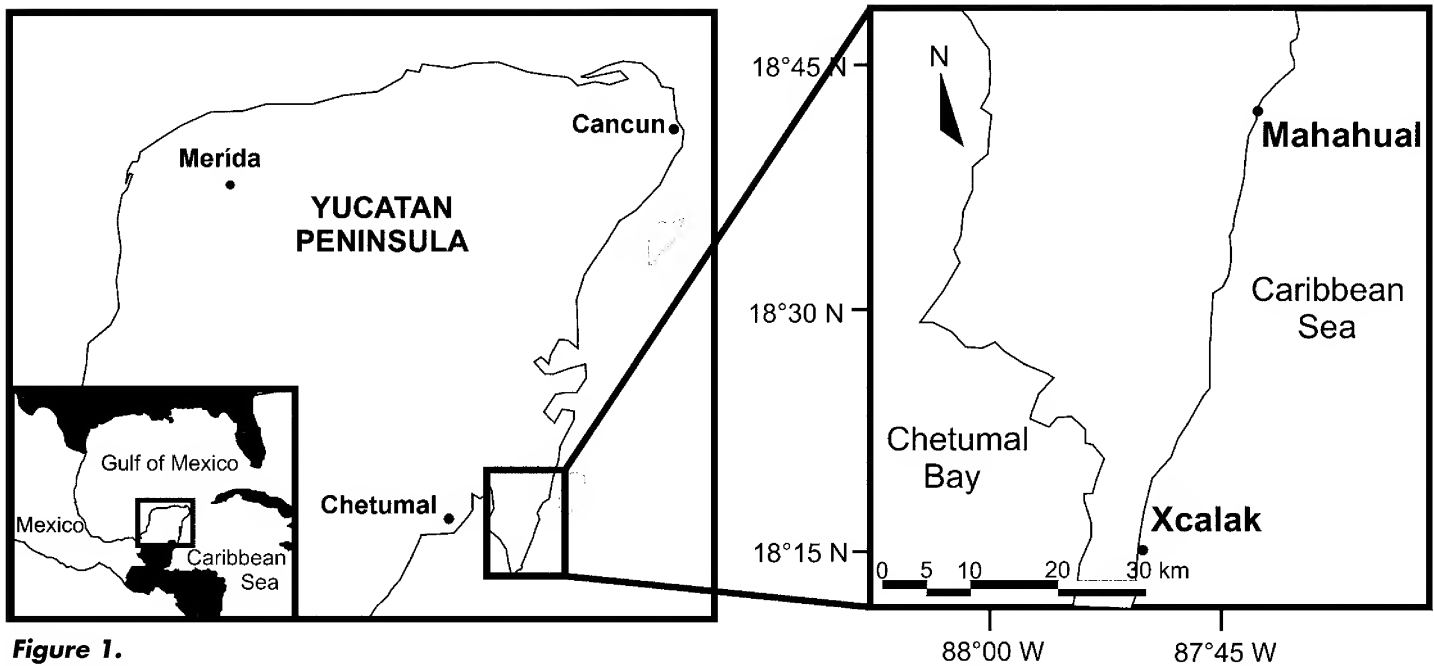 Cancun
Merída
YUCATAN
PENINSULA
Chetumal
Gulf of Mexico
Mexico
Caribbean
Sea
18°45 N
18°30 N
18°15 N
N
Mahahual
Caribbean
Sea
Chetumal
Bay
Xcalak
0 5 10 20 30 km
88°00 W 87°45 W
Figure 1.